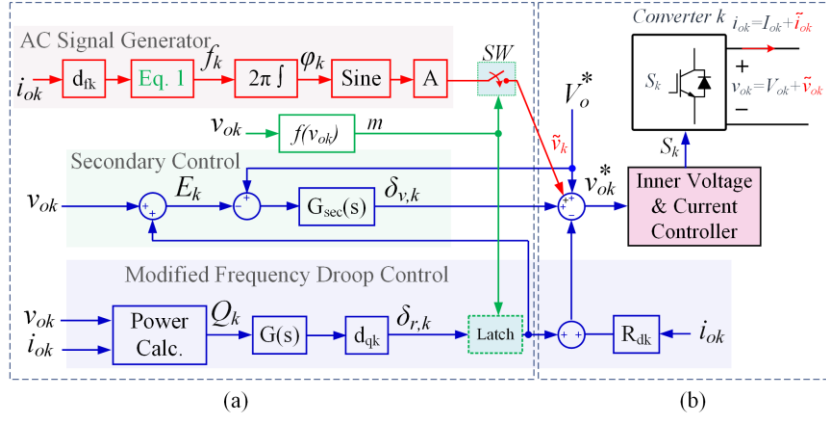 AC Signal Generator
i_ok
d_fk
Eq. 1
f_k
2π ∫
φ_k
Sine
A
SW
V_o^*
Converter k
i_ok=I_ok+ĩ_ok
S_k
+
v_ok=V_ok+ṽ_ok
−
S_k
v_ok
f(v_ok)
m
ṽ_k
Secondary Control
v_ok
+
+
E_k
+
−
G_sec(s)
δ_v,k
+
+
+
−
v_ok^*
Inner Voltage
& Current
Controller
Modified Frequency Droop Control
v_ok
i_ok
Power
Calc.
Q_k
G(s)
d_qk
δ_r,k
Latch
+
+
R_dk
i_ok
(a)
(b)